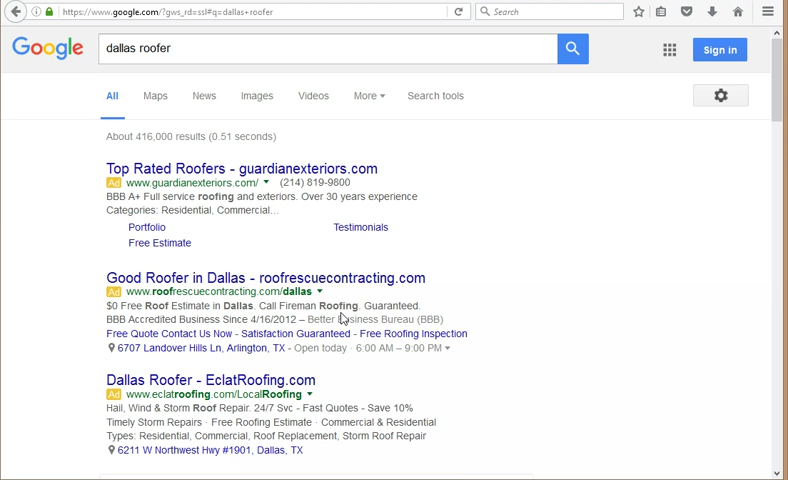 https://www.google.com/?gws_rd=ssl#q=dallas+roofer
Search
Google
dallas roofer
Sign in
All Maps News Images Videos More Search tools
About 416,000 results (0.51 seconds)
Top Rated Roofers - guardianexteriors.com
Ad www.guardianexteriors.com/ (214) 819-9800
BBB A+ Full service roofing and exteriors. Over 30 years experience
Categories: Residential, Commercial...
Portfolio Testimonials
Free Estimate
Good Roofer in Dallas - roofrescuecontracting.com
Ad www.roofrescuecontracting.com/dallas
$0 Free Roof Estimate in Dallas. Call Fireman Roofing. Guaranteed.
BBB Accredited Business Since 4/16/2012 – Better Business Bureau (BBB)
Free Quote Contact Us Now - Satisfaction Guaranteed - Free Roofing Inspection
6707 Landover Hills Ln, Arlington, TX - Open today · 6:00 AM – 9:00 PM
Dallas Roofer - EclatRoofing.com
Ad www.eclatroofing.com/LocalRoofing
Hail, Wind & Storm Roof Repair. 24/7 Svc - Fast Quotes - Save 10%
Timely Storm Repairs · Free Roofing Estimate · Commercial & Residential
Types: Residential, Commercial, Roof Replacement, Storm Roof Repair
6211 W Northwest Hwy #1901, Dallas, TX